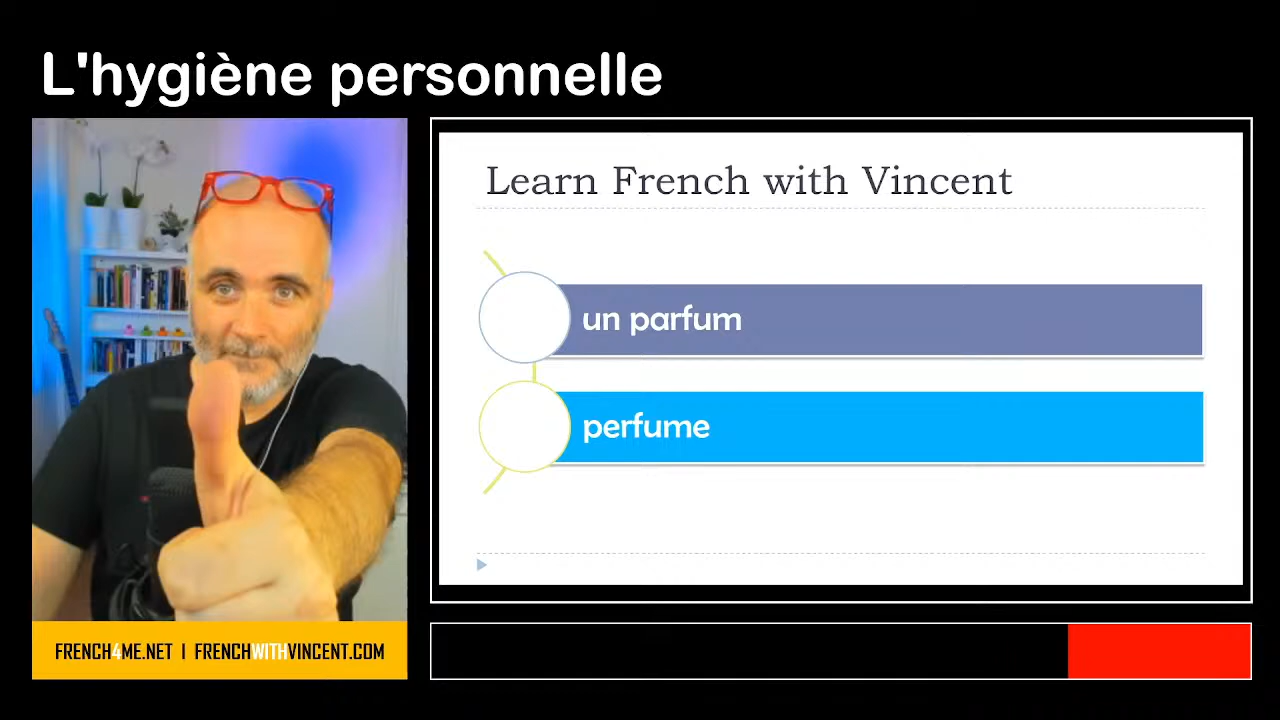 L'hygiène personnelle
Learn French with Vincent
un parfum
perfume
FRENCH4ME.NET I FRENCHWITHVINCENT.COM